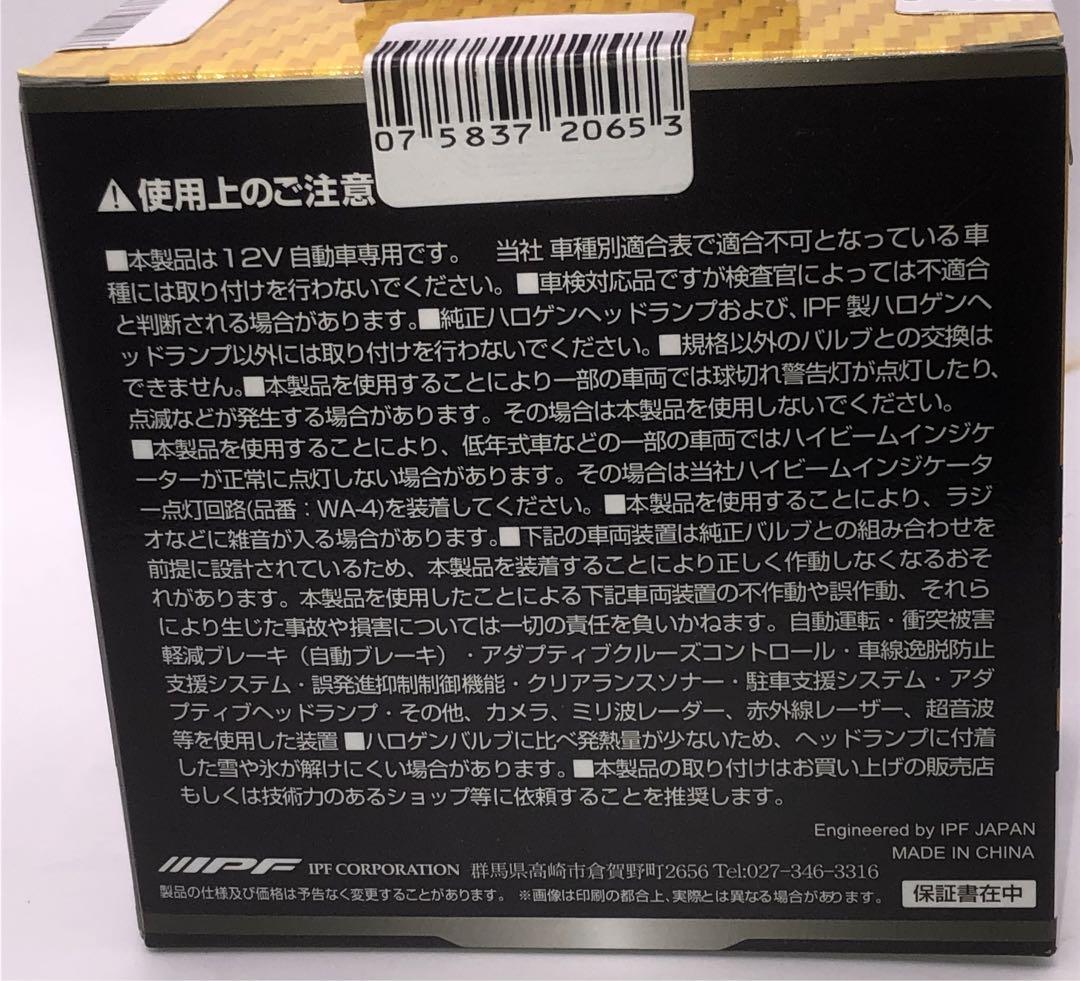 07 5837 2065 3
⚠使用上のご注意
■本製品は12V 自動車専用です。 当社 車種別適合表で適合不可となっている車
種には取り付けを行わないでください。■車検対応品ですが検査官によっては不適合
と判断される場合があります。■純正ハロゲンヘッドランプおよび、IPF 製ハロゲンヘ
ッドランプ以外には取り付けを行わないでください。■規格以外のバルブとの交換は
できません。■本製品を使用することにより一部の車両では球切れ警告灯が点灯したり、
点滅などが発生する場合があります。その場合は本製品を使用しないでください。
■本製品を使用することにより、低年式車などの一部の車両ではハイビームインジケ
ーターが正常に点灯しない場合があります。その場合は当社ハイビームインジケータ
ー点灯回路(品番：WA-4)を装着してください。■本製品を使用することにより、ラジ
オなどに雑音が入る場合があります。■下記の車両装置は純正バルブとの組み合わせを
前提に設計されているため、本製品を装着することにより正しく作動しなくなるおそ
れがあります。本製品を使用したことによる下記車両装置の不作動や誤作動、それら
により生じた事故や損害については一切の責任を負いかねます。自動運転・衝突被害
軽減ブレーキ（自動ブレーキ）・アダプティブクルーズコントロール・車線逸脱防止
支援システム・誤発進抑制制御機能・クリアランスソナー・駐車支援システム・アダ
プティブヘッドランプ・その他、カメラ、ミリ波レーダー、赤外線レーザー、超音波
等を使用した装置 ■ハロゲンバルブに比べ発熱量が少ないため、ヘッドランプに付着
した雪や氷が解けにくい場合があります。■本製品の取り付けはお買い上げの販売店
もしくは技術力のあるショップ等に依頼することを推奨します。
Engineered by IPF JAPAN
MADE IN CHINA
IPF IPF CORPORATION 群馬県高崎市倉賀野町2656 Tel:027-346-3316
製品の仕様及び価格は予告なく変更することがあります。 ※画像は印刷の都合上、実際とは異なる場合があります。 保証書在中